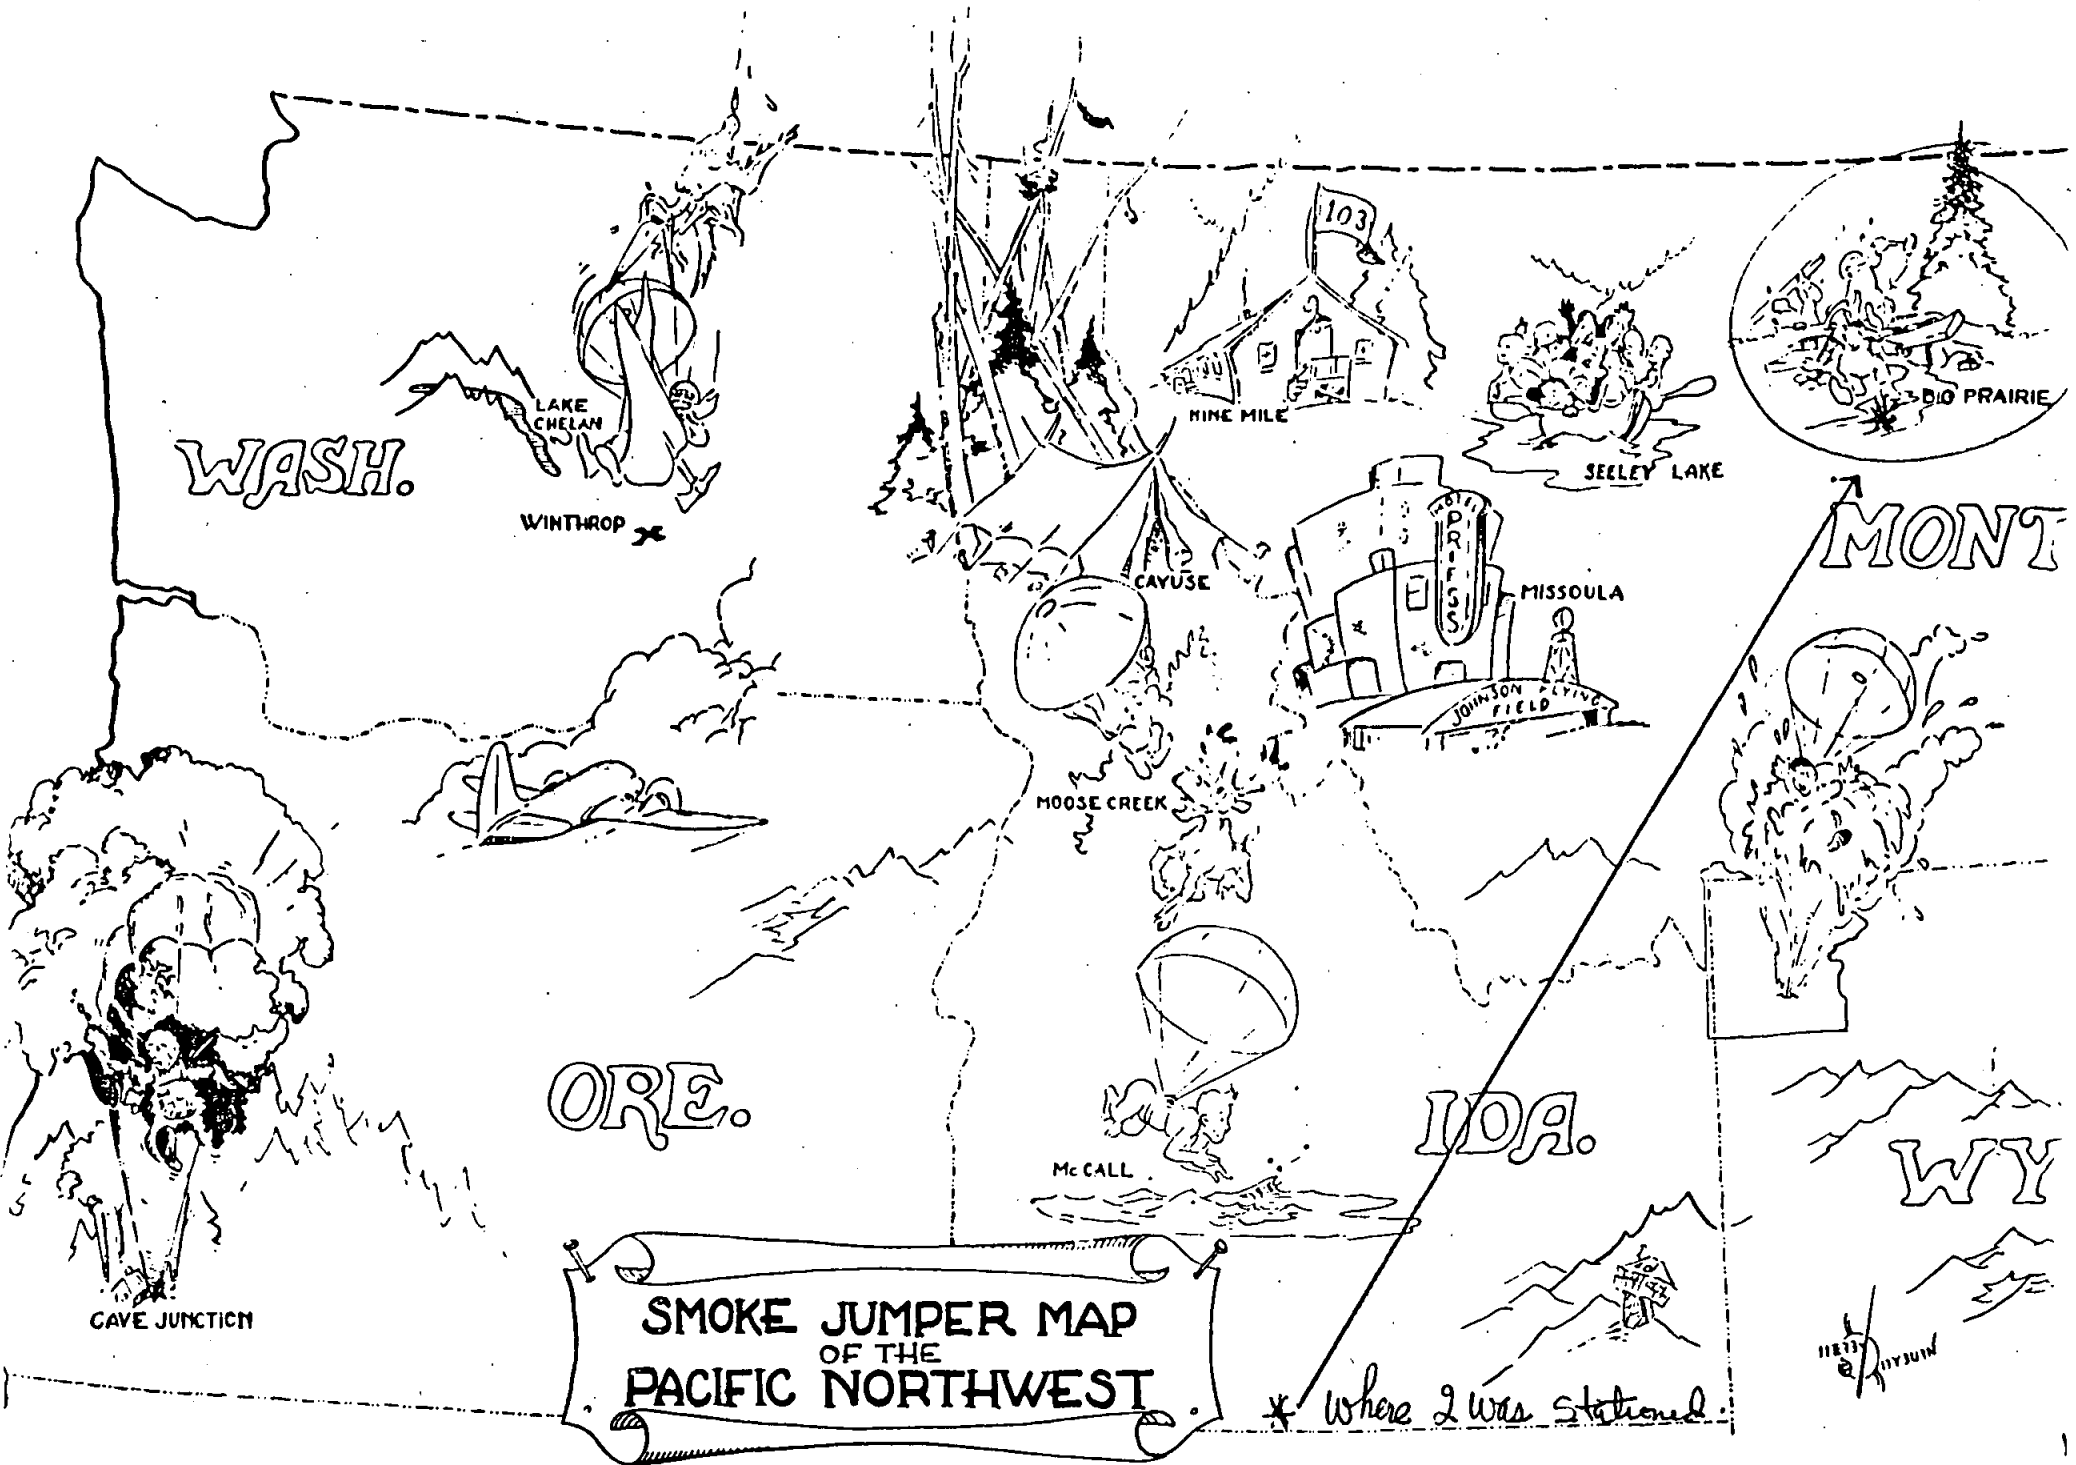 103
LAKE
CHELAN
NINE MILE
BIG PRAIRIE
WASH.
SEELEY LAKE
WINTHROP
HOTEL
PRIESS
MONT
CAYUSE
MISSOULA
JOHNSON FLYING
FIELD
MOOSE CREEK
ORE.
IDA.
McCALL
WY
CAVE JUNCTION
SMOKE JUMPER MAP
OF THE
PACIFIC NORTHWEST
* Where I was stationed.